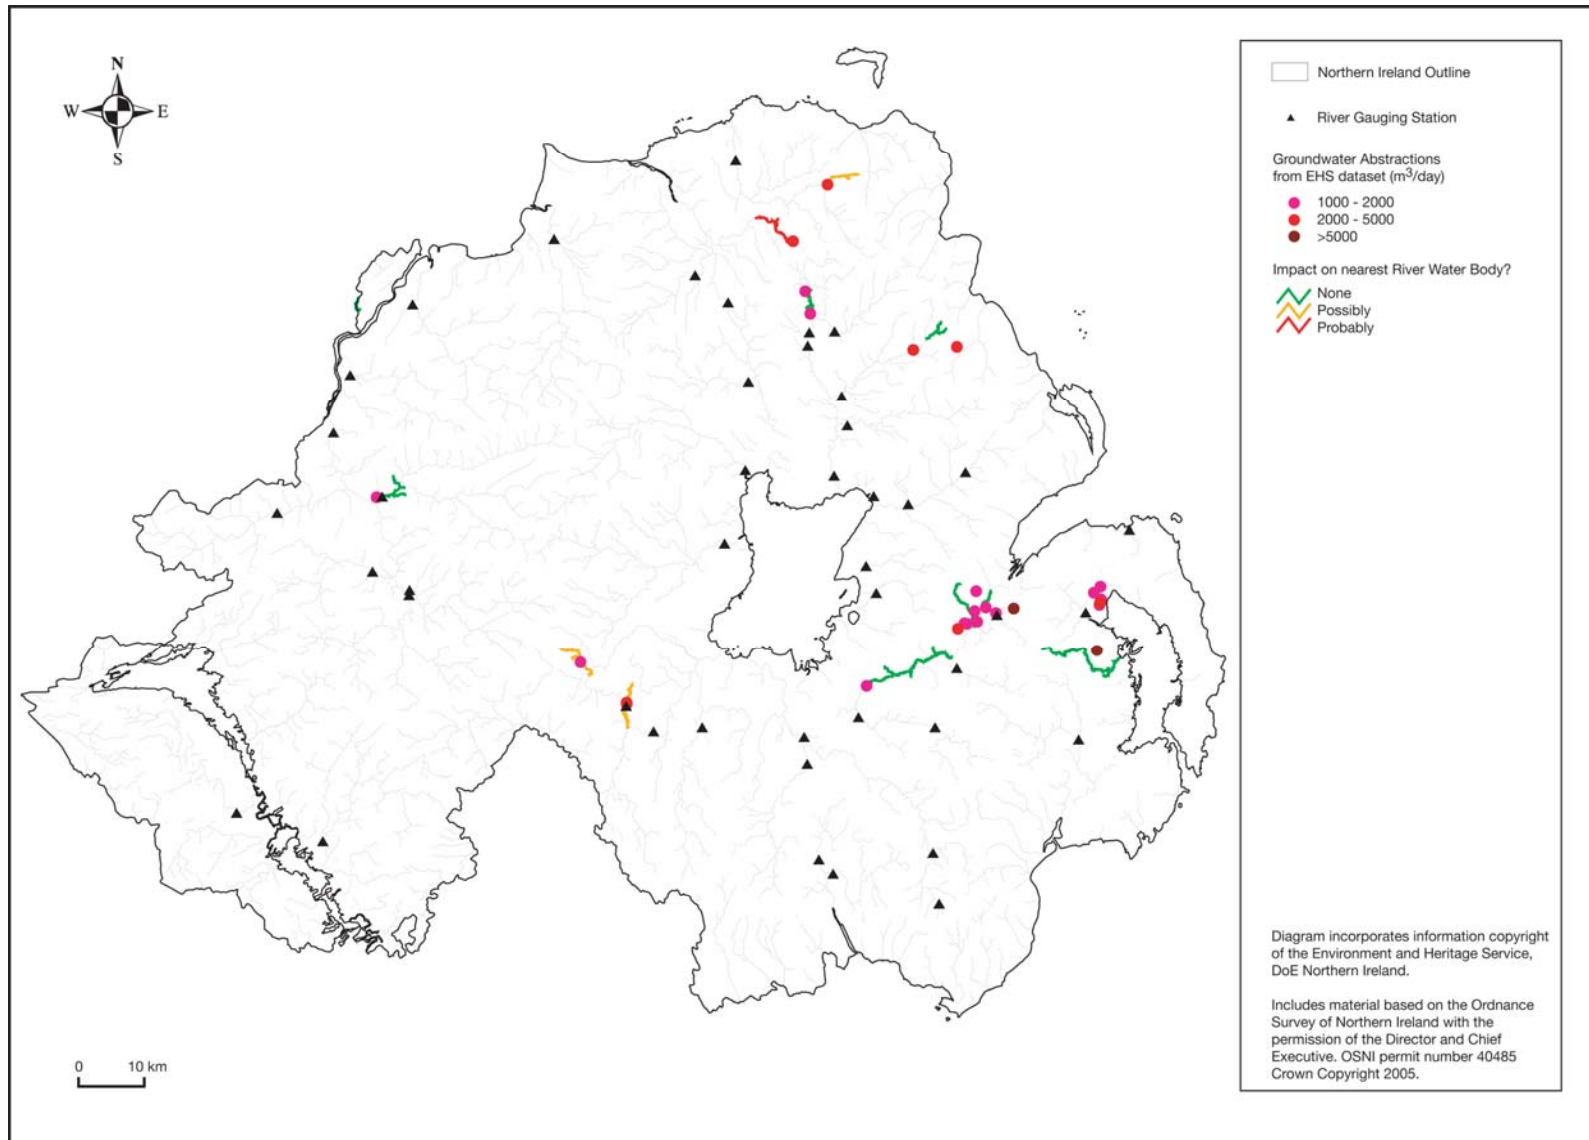 N
W E
S
Northern Ireland Outline
River Gauging Station
Groundwater Abstractions
from EHS dataset (m³/day)
1000 - 2000
2000 - 5000
>5000
Impact on nearest River Water Body?
None
Possibly
Probably
Diagram incorporates information copyright
of the Environment and Heritage Service,
DoE Northern Ireland.
Includes material based on the Ordnance
Survey of Northern Ireland with the
permission of the Director and Chief
Executive. OSNI permit number 40485
Crown Copyright 2005.
0 10 km